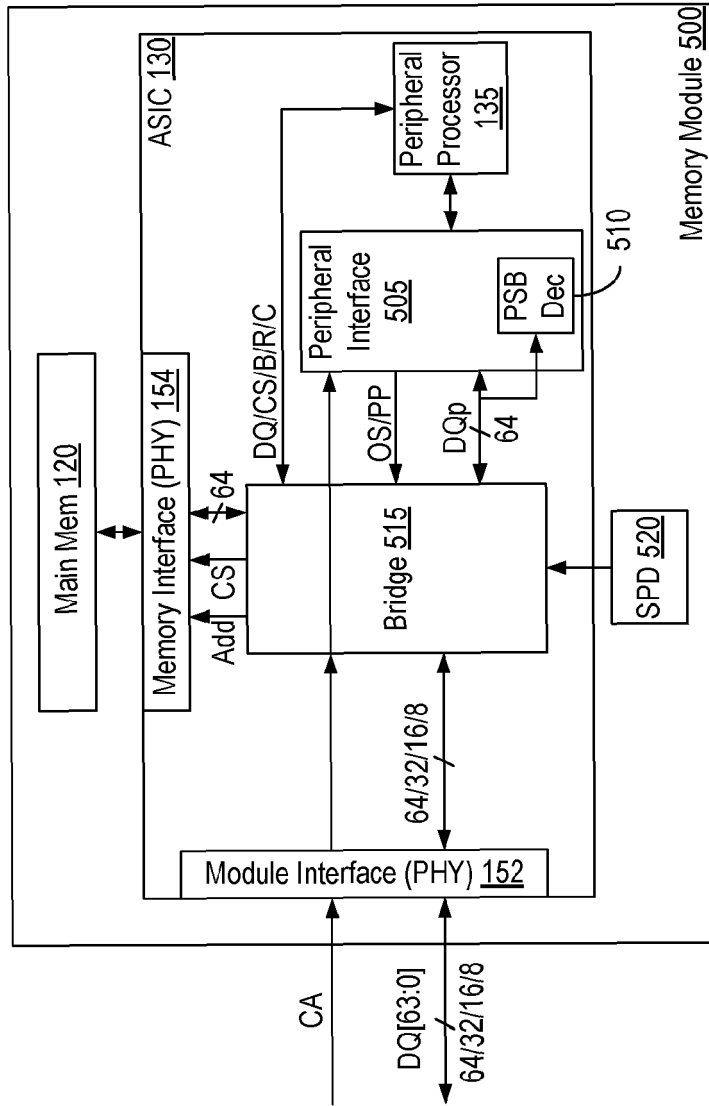 Memory Module 500
ASIC 130
Main Mem 120
Memory Interface (PHY) 154
Add
CS
64
DQ/CS/B/R/C
Peripheral
Processor
135
Peripheral
Interface
505
OS/PP
DQp
64
PSB
Dec
510
Bridge 515
SPD 520
64/32/16/8
Module Interface (PHY) 152
CA
DQ[63:0]
64/32/16/8